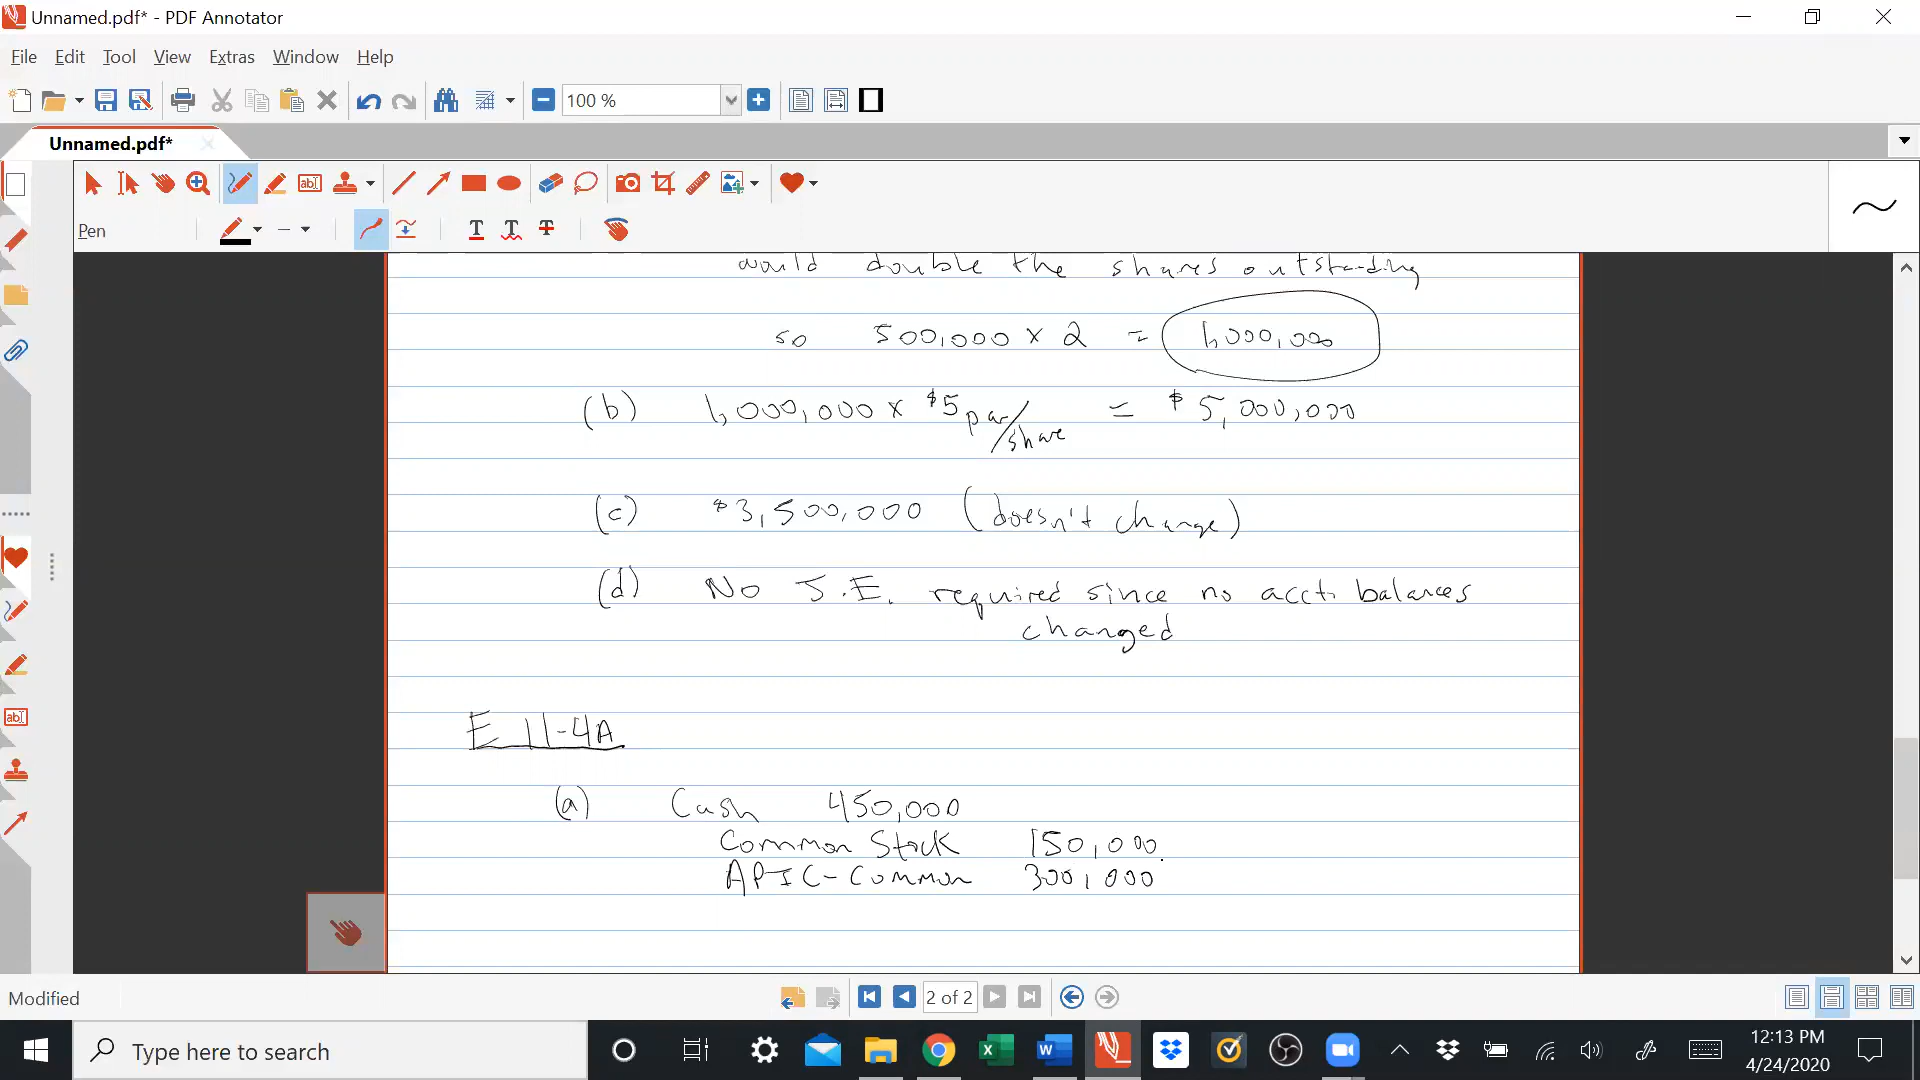 Unnamed.pdf* - PDF Annotator
File Edit Tool View Extras Window Help
100 %
Unnamed.pdf*
Pen
would double the shares outstanding
so 500,000 x 2 = 1,000,000
(b) 1,000,000 x $5 par/share = $5,000,000
(c) $3,500,000 (doesn't change)
(d) No J.E. required since no acct. balances
changed
E 11-4A
(a) Cash 450,000
Common Stock 150,000
APIC-Common 300,000
Modified
2 of 2
Type here to search
12:13 PM
4/24/2020